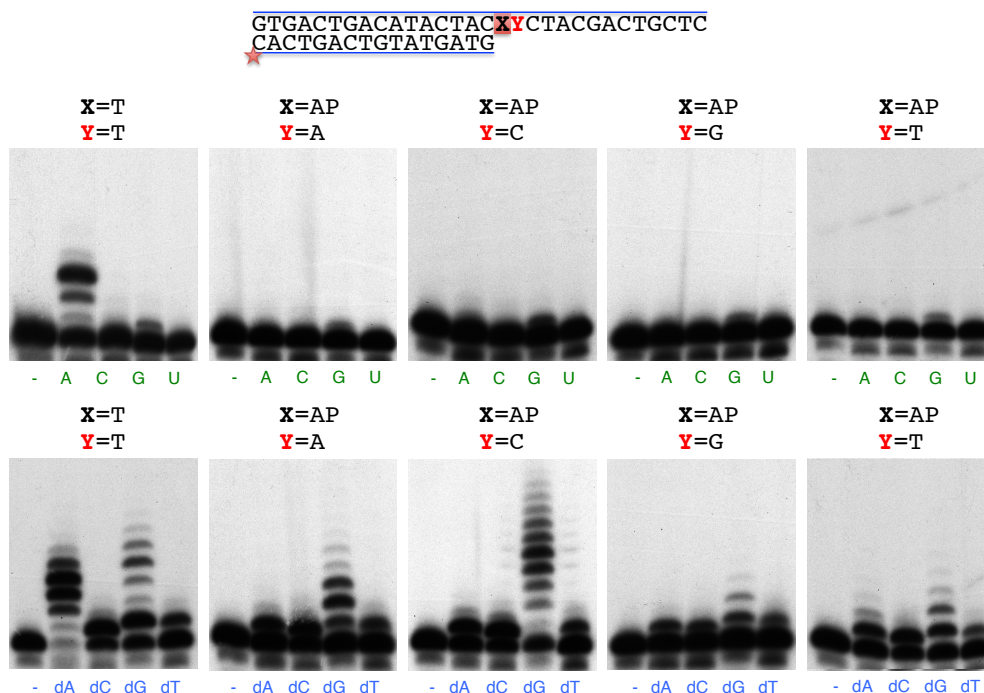 GTGACTGACATACTACXYCTACGACTGCTC
CACTGACTGTATGATG
X=T X=AP X=AP X=AP X=AP
Y=T Y=A Y=C Y=G Y=T
- A C G U - A C G U - A C G U - A C G U - A C G U
X=T X=AP X=AP X=AP X=AP
Y=T Y=A Y=C Y=G Y=T
- dA dC dG dT - dA dC dG dT - dA dC dG dT - dA dC dG dT - dA dC dG dT